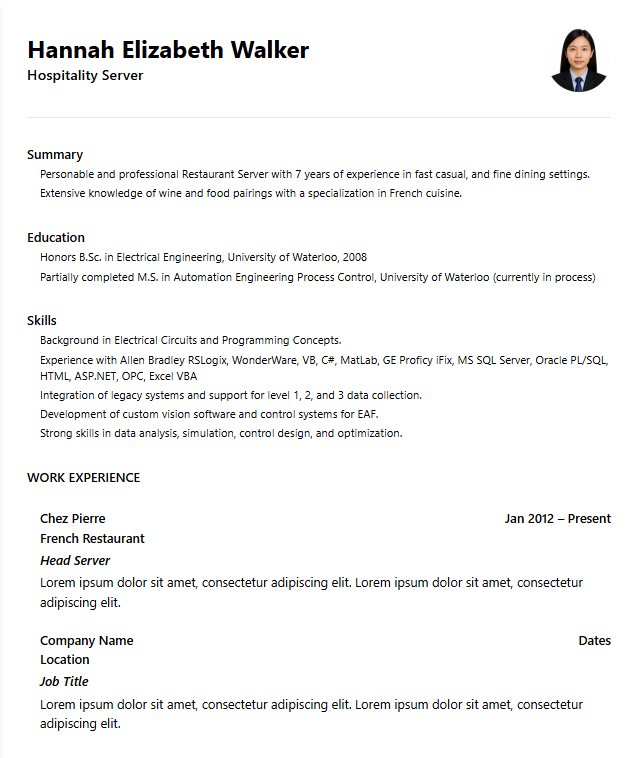 Hannah Elizabeth Walker
Hospitality Server
Summary
Personable and professional Restaurant Server with 7 years of experience in fast casual, and fine dining settings.
Extensive knowledge of wine and food pairings with a specialization in French cuisine.
Education
Honors B.Sc. in Electrical Engineering, University of Waterloo, 2008
Partially completed M.S. in Automation Engineering Process Control, University of Waterloo (currently in process)
Skills
Background in Electrical Circuits and Programming Concepts.
Experience with Allen Bradley RSLogix, WonderWare, VB, C#, MatLab, GE Proficy iFix, MS SQL Server, Oracle PL/SQL,
HTML, ASP.NET, OPC, Excel VBA
Integration of legacy systems and support for level 1, 2, and 3 data collection.
Development of custom vision software and control systems for EAF.
Strong skills in data analysis, simulation, control design, and optimization.
WORK EXPERIENCE
Chez Pierre Jan 2012 – Present
French Restaurant
Head Server
Lorem ipsum dolor sit amet, consectetur adipiscing elit. Lorem ipsum dolor sit amet, consectetur
adipiscing elit.
Company Name Dates
Location
Job Title
Lorem ipsum dolor sit amet, consectetur adipiscing elit. Lorem ipsum dolor sit amet, consectetur
adipiscing elit.